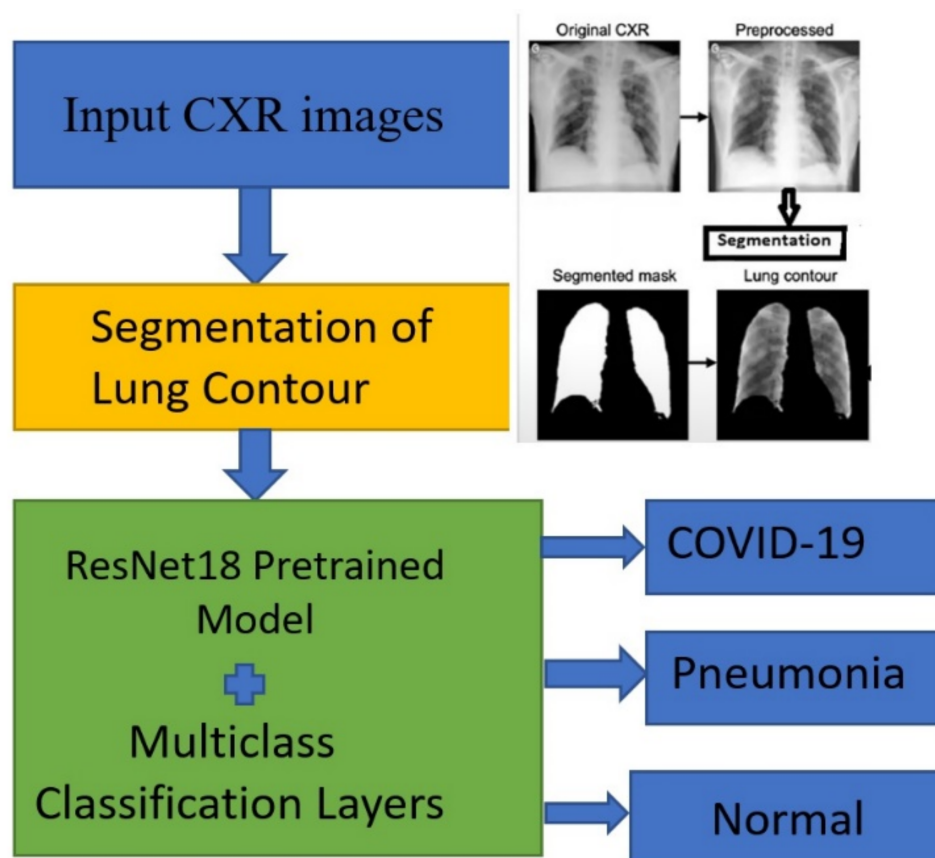 Input CXR images
Original CXR
Preprocessed
Segmentation
Segmented mask
Lung contour
Segmentation of
Lung Contour
ResNet18 Pretrained
Model
Multiclass
Classification Layers
COVID-19
Pneumonia
Normal